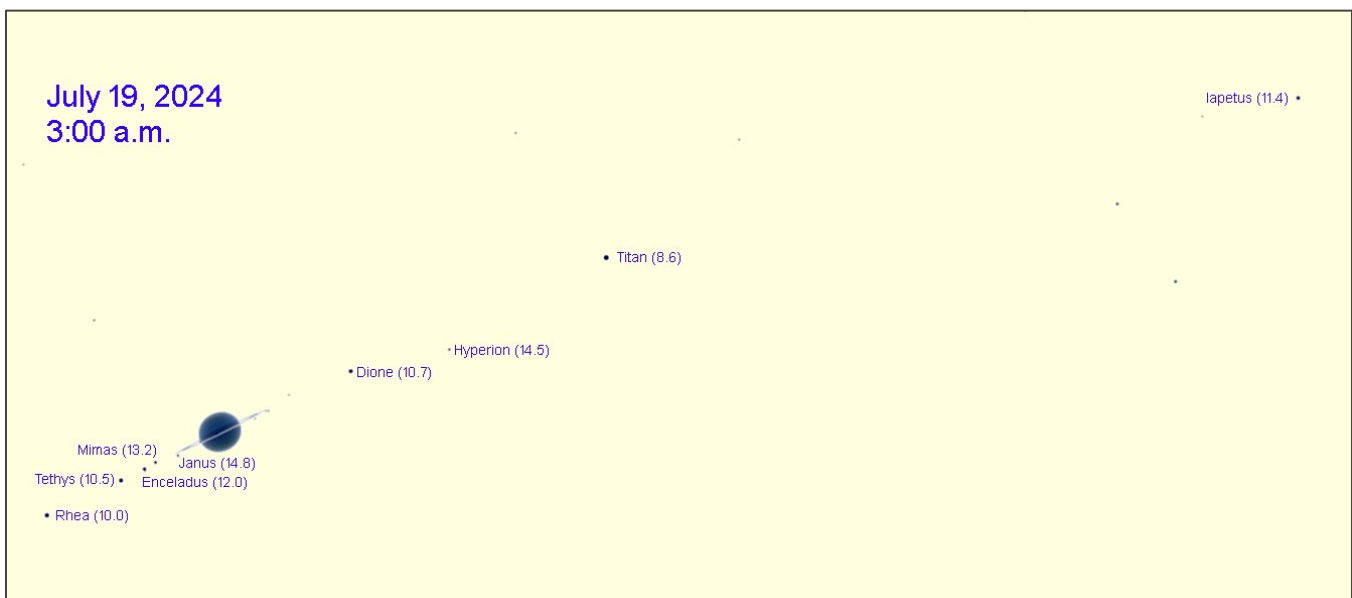 July 19, 2024
3:00 a.m.
Iapetus (11.4)
Titan (8.6)
Hyperion (14.5)
Dione (10.7)
Mimas (13.2)
Janus (14.8)
Tethys (10.5)
Enceladus (12.0)
Rhea (10.0)